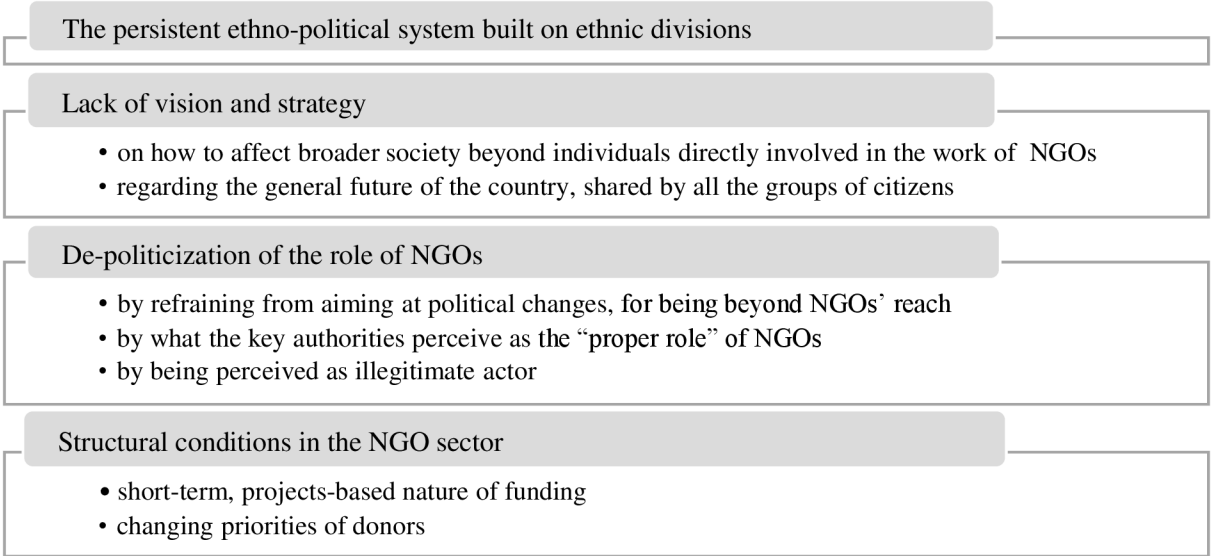 The persistent ethno-political system built on ethnic divisions
Lack of vision and strategy
• on how to affect broader society beyond individuals directly involved in the work of NGOs
• regarding the general future of the country, shared by all the groups of citizens
De-politicization of the role of NGOs
• by refraining from aiming at political changes, for being beyond NGOs’ reach
• by what the key authorities perceive as the “proper role” of NGOs
• by being perceived as illegitimate actor
Structural conditions in the NGO sector
• short-term, projects-based nature of funding
• changing priorities of donors